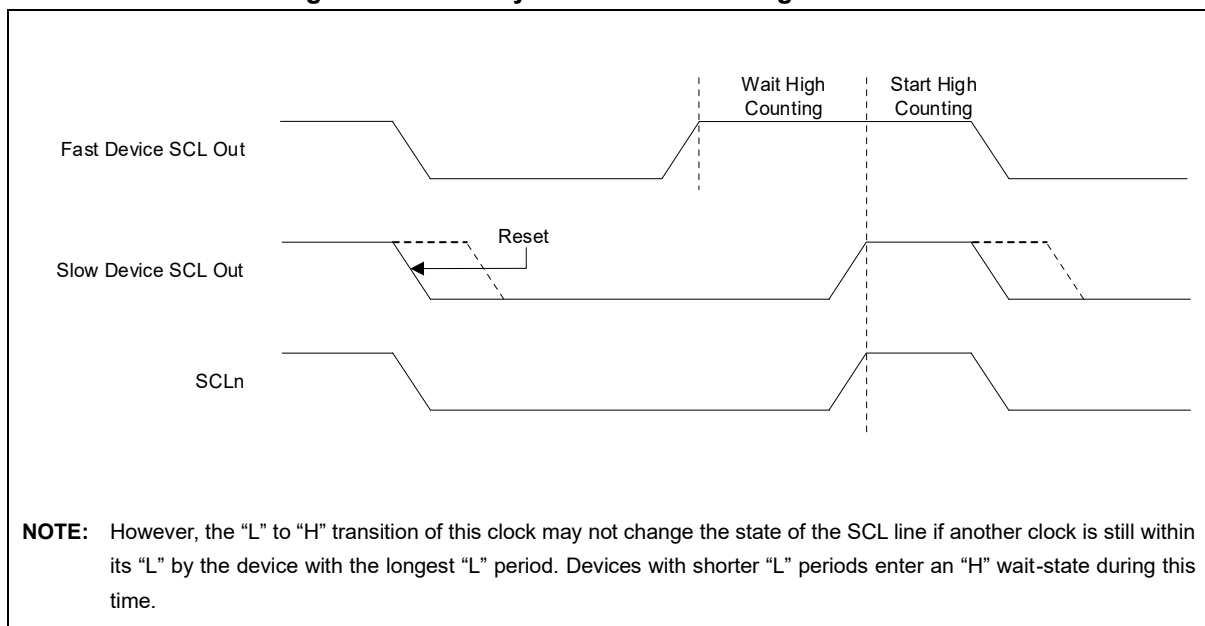 Wait High
Counting
Start High
Counting
Fast Device SCL Out
Reset
Slow Device SCL Out
SCLn
NOTE: However, the “L” to “H” transition of this clock may not change the state of the SCL line if another clock is still within
its “L” by the device with the longest “L” period. Devices with shorter “L” periods enter an “H” wait-state during this
time.